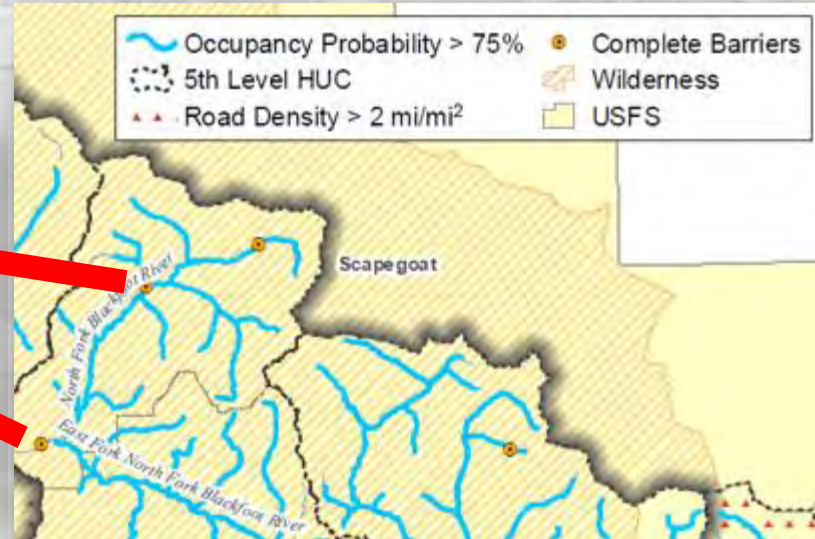 Occupancy Probability > 75%
Complete Barriers
5th Level HUC
Wilderness
Road Density > 2 mi/mi²
USFS
Scapegoat
North Fork Blackfoot River
East Fork North Fork Blackfoot River